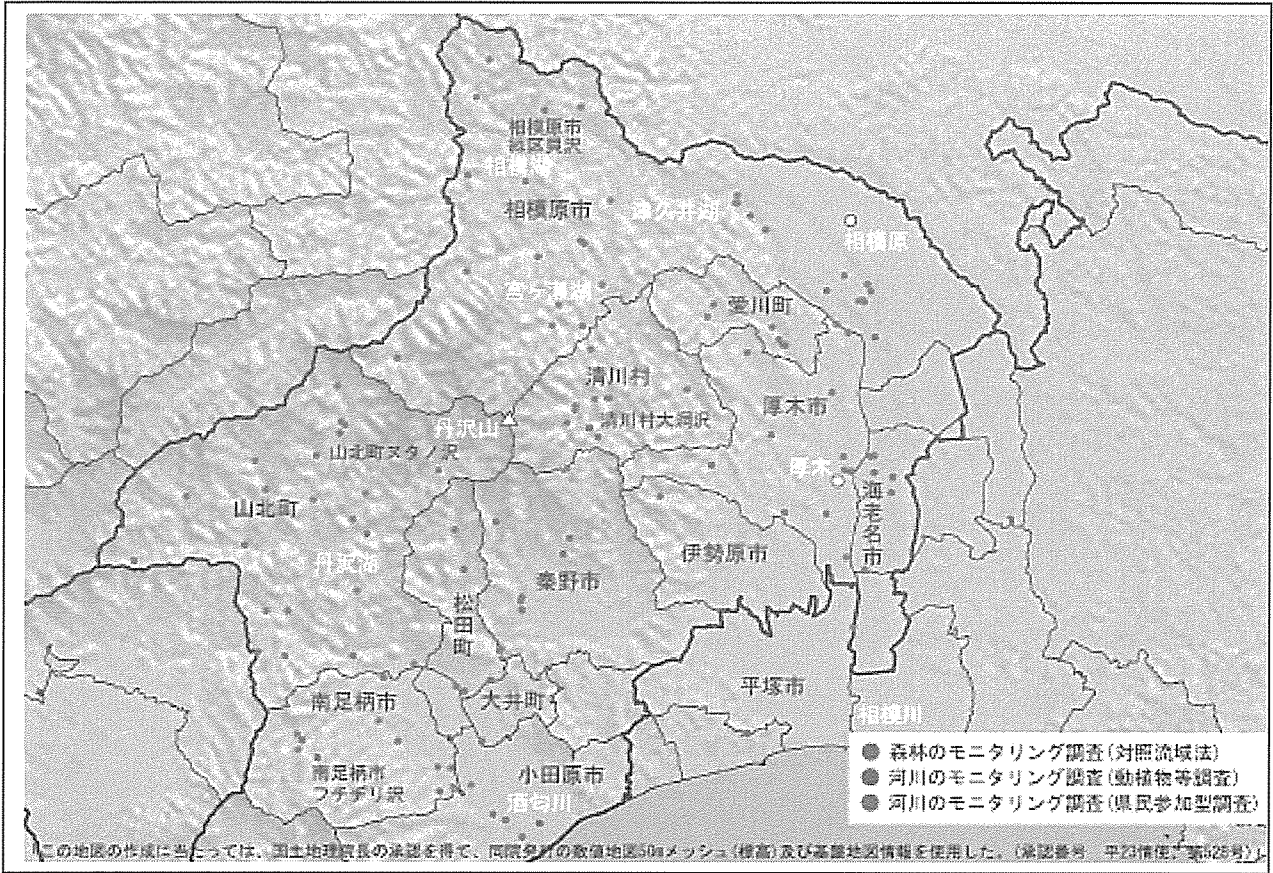 相模原市
緑区貝沢
相模湖
相模原市
津久井湖
相模原
宮ケ瀬湖
愛川町
清川村
清川村大洞沢
厚木市
丹沢山
山北町ヌタノ沢
厚木
海老名市
山北町
伊勢原市
丹沢湖
秦野市
松田町
平塚市
南足柄市
大井町
相模川
南足柄市
フチヂリ沢
小田原市
酒匂川
森林のモニタリング調査(対照流域法)
河川のモニタリング調査(動植物等調査)
河川のモニタリング調査(県民参加型調査)
この地図の作成に当たっては、国土地理院長の承認を得て、同院発行の数値地図50mメッシュ(標高)及び基盤地図情報を使用した。(承認番号 平23情使、第528号)